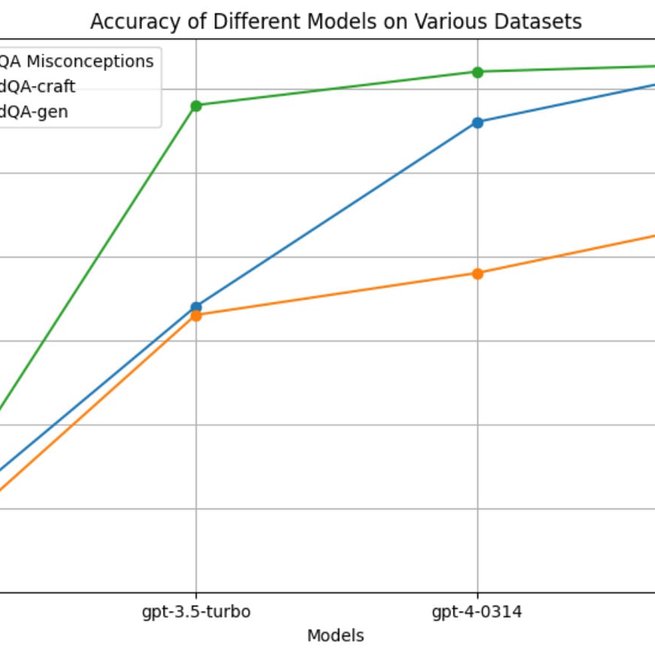 Accuracy of Different Models on Various Datasets
QA Misconceptions
dQA-craft
dQA-gen
gpt-3.5-turbo
gpt-4-0314
Models